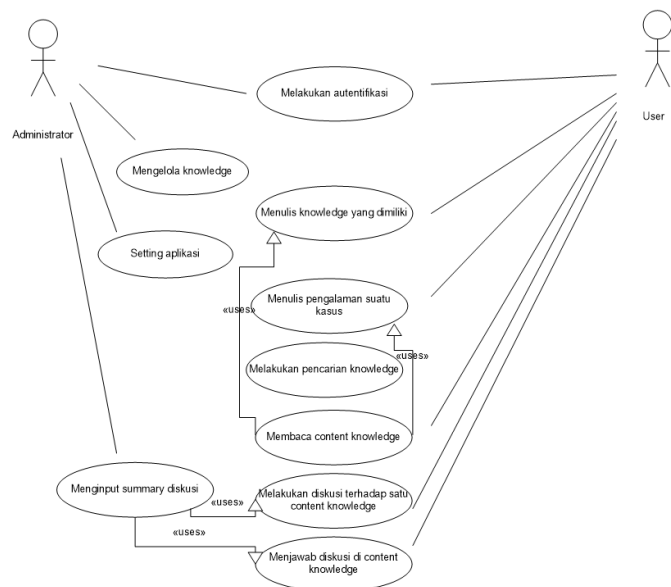 Melakukan autentifikasi
Administrator
User
Mengelola knowledge
Menulis knowledge yang dimiliki
Setting aplikasi
Menulis pengalaman suatu
kasus
«uses»
«uses»
Melakukan pencarian knowledge
Membaca content knowledge
Menginput summary diskusi
«uses»
Melakukan diskusi terhadap satu
content knowledge
«uses»
Menjawab diskusi di content
knowledge